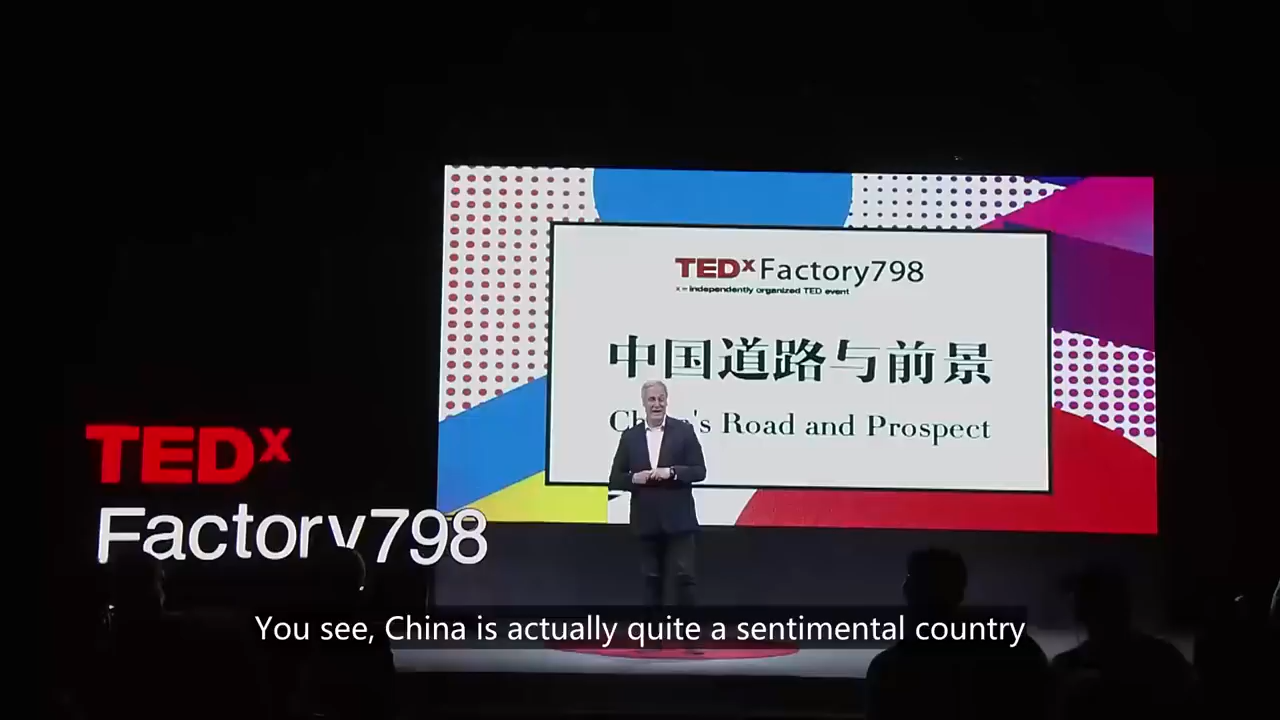 TEDx Factory798
x = independently organized TED event
中国道路与前景
China's Road and Prospect
TEDx
Factory798
You see, China is actually quite a sentimental country